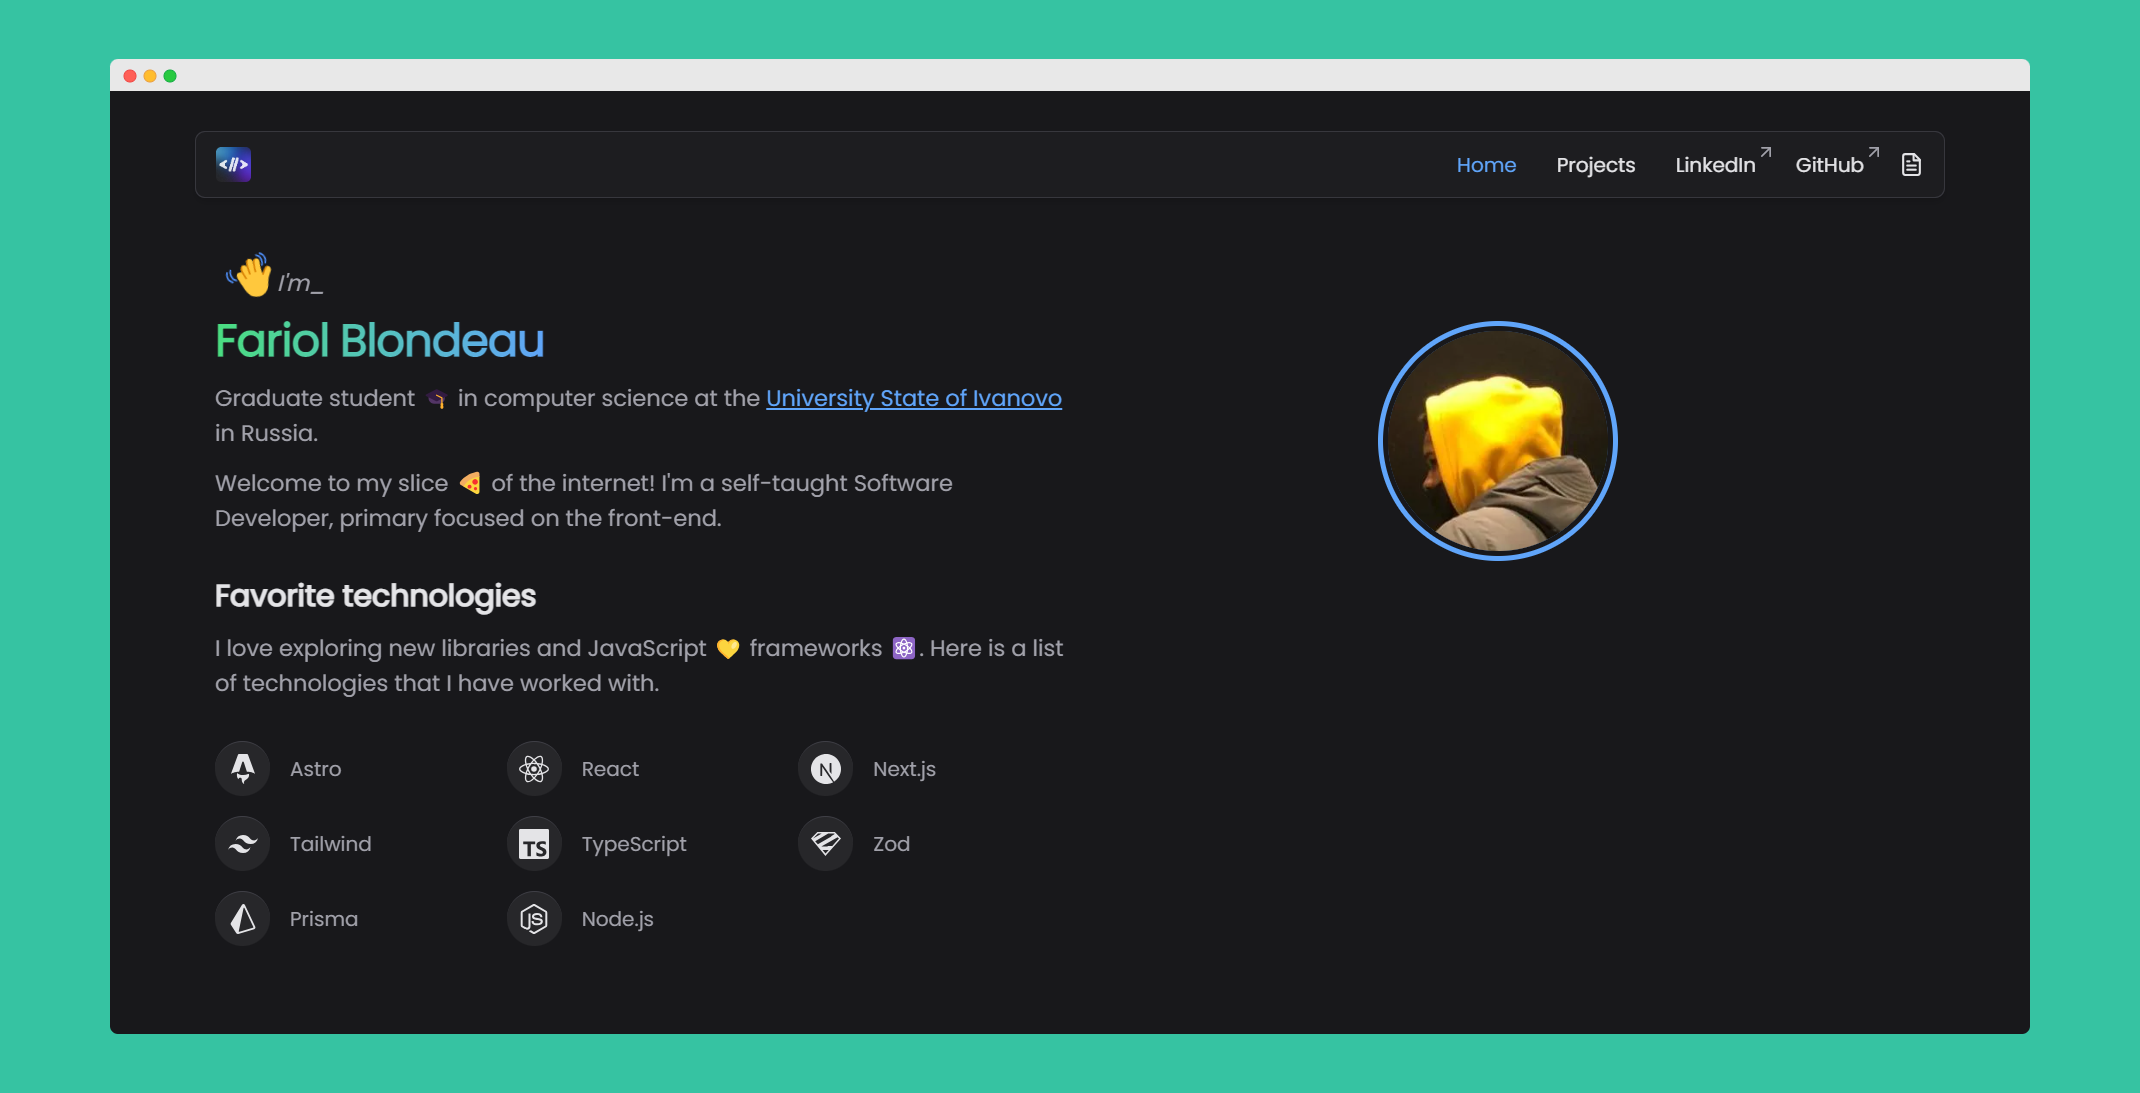 </>
Home Projects LinkedIn GitHub
I'm_
Fariol Blondeau
Graduate student 🎓 in computer science at the University State of Ivanovo
in Russia.
Welcome to my slice 🍕 of the internet! I'm a self-taught Software
Developer, primary focused on the front-end.
Favorite technologies
I love exploring new libraries and JavaScript 💛 frameworks ⚛️. Here is a list
of technologies that I have worked with.
Astro React N Next.js
Tailwind TS TypeScript Zod
Prisma JS Node.js